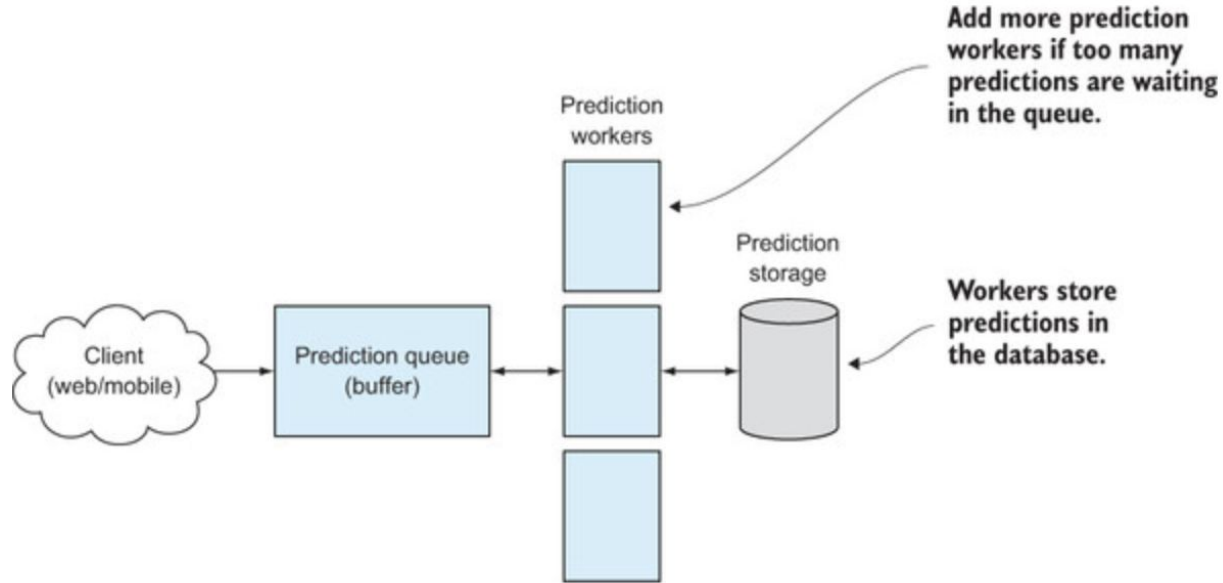 Add more prediction
workers if too many
predictions are waiting
in the queue.
Prediction
workers
Prediction
storage
Workers store
predictions in
the database.
Client
(web/mobile)
Prediction queue
(buffer)